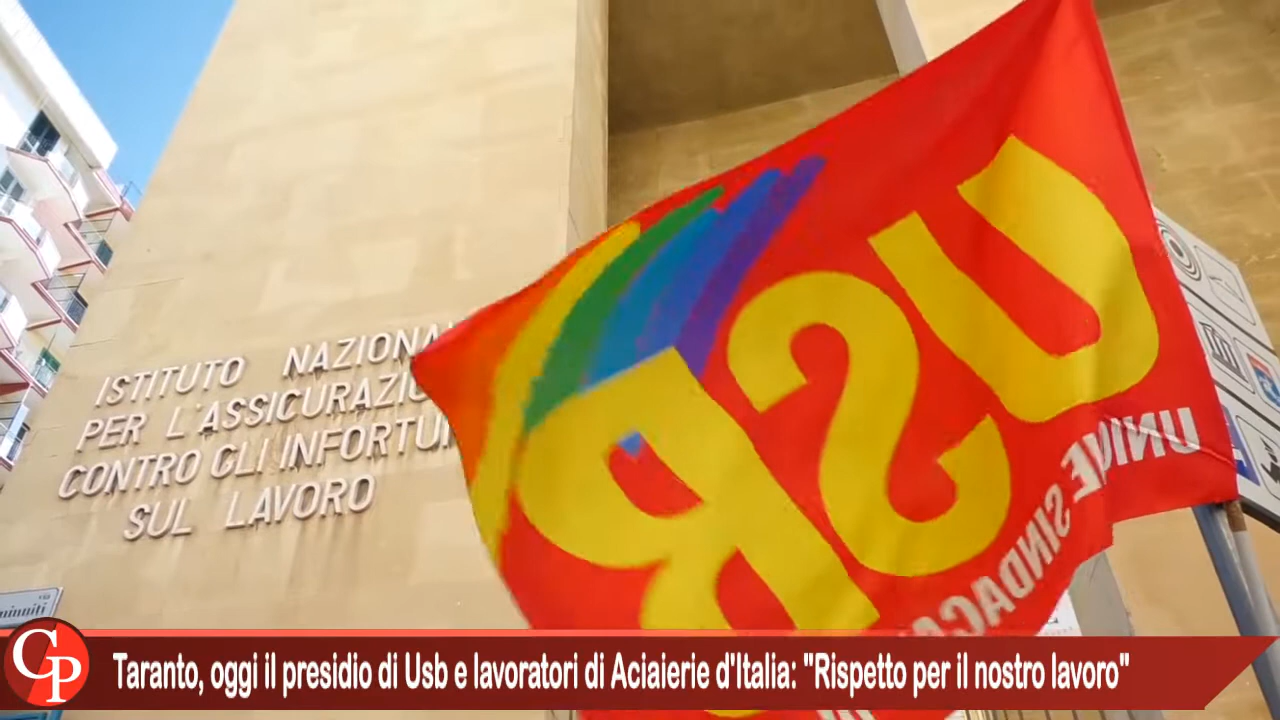 ISTITUTO NAZIONA
PER L'ASSICURAZIO
CONTRO GLI INFORTU
SUL LAVORO
USB
UNIONE SINDACA
CP
Taranto, oggi il presidio di Usb e lavoratori di Aciaierie d'Italia: "Rispetto per il nostro lavoro"